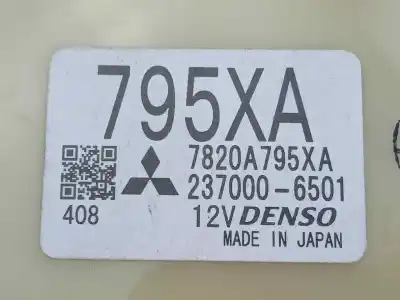 795XA
7820A795XA
237000-6501
408
12V DENSO
MADE IN JAPAN